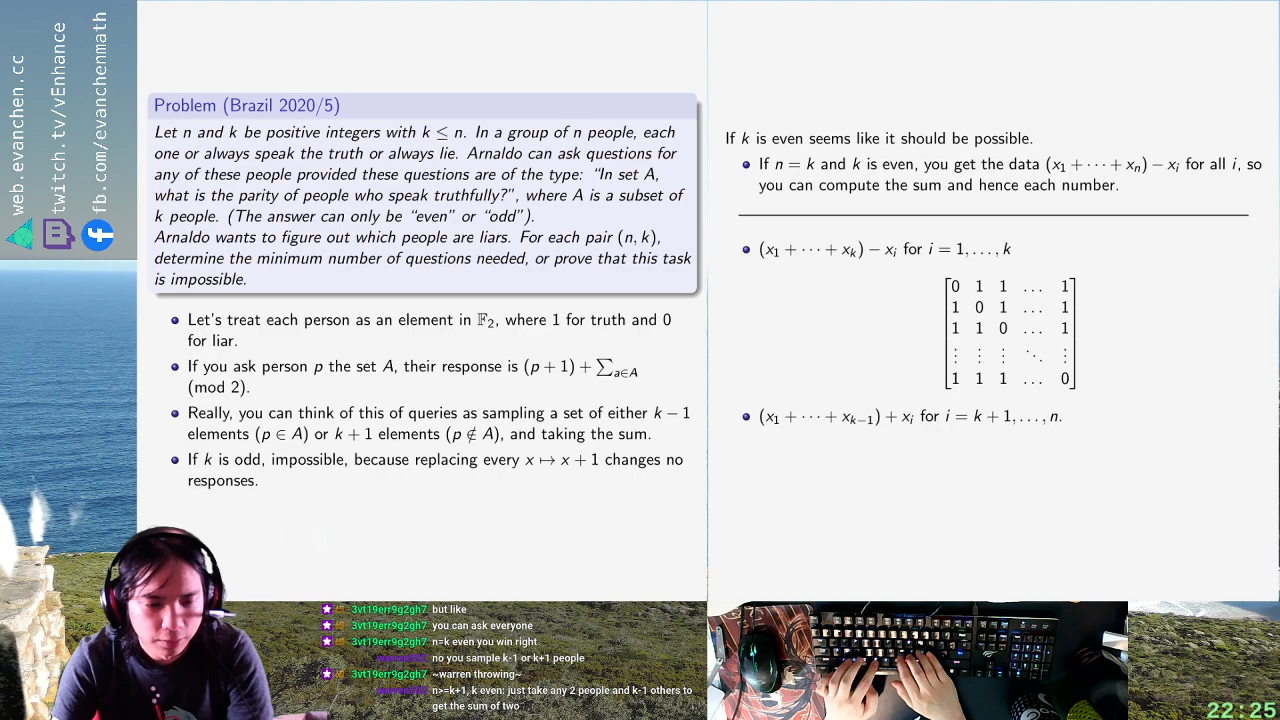 web.evanchen.cc
twitch.tv/vEnhance
fb.com/evanchenmath
Problem (Brazil 2020/5)
Let n and k be positive integers with k ≤ n. In a group of n people, each
one or always speak the truth or always lie. Arnaldo can ask questions for
any of these people provided these questions are of the type: “In set A,
what is the parity of people who speak truthfully?”, where A is a subset of
k people. (The answer can only be “even” or “odd”).
Arnaldo wants to figure out which people are liars. For each pair (n, k),
determine the minimum number of questions needed, or prove that this task
is impossible.
Let's treat each person as an element in 𝔽₂, where 1 for truth and 0
for liar.
If you ask person p the set A, their response is (p + 1) + ∑ₐ∈A
(mod 2).
Really, you can think of this of queries as sampling a set of either k − 1
elements (p ∈ A) or k + 1 elements (p ∉ A), and taking the sum.
If k is odd, impossible, because replacing every x ↦ x + 1 changes no
responses.
If k is even seems like it should be possible.
If n = k and k is even, you get the data (x₁ + ⋯ + xₙ) − xᵢ for all i, so
you can compute the sum and hence each number.
(x₁ + ⋯ + xₖ) − xᵢ for i = 1, …, k
0 1 1 … 1
1 0 1 … 1
1 1 0 … 1
⋮ ⋮ ⋮ ⋱ ⋮
1 1 1 … 0
(x₁ + ⋯ + xₖ₋₁) + xᵢ for i = k + 1, …, n.
3vt19err9g2gh7: but like
3vt19err9g2gh7: you can ask everyone
3vt19err9g2gh7: n=k even you win right
no you sample k-1 or k+1 people
3vt19err9g2gh7: ~warren throwing~
n>=k+1, k even: just take any 2 people and k-1 others to
get the sum of two
22:25